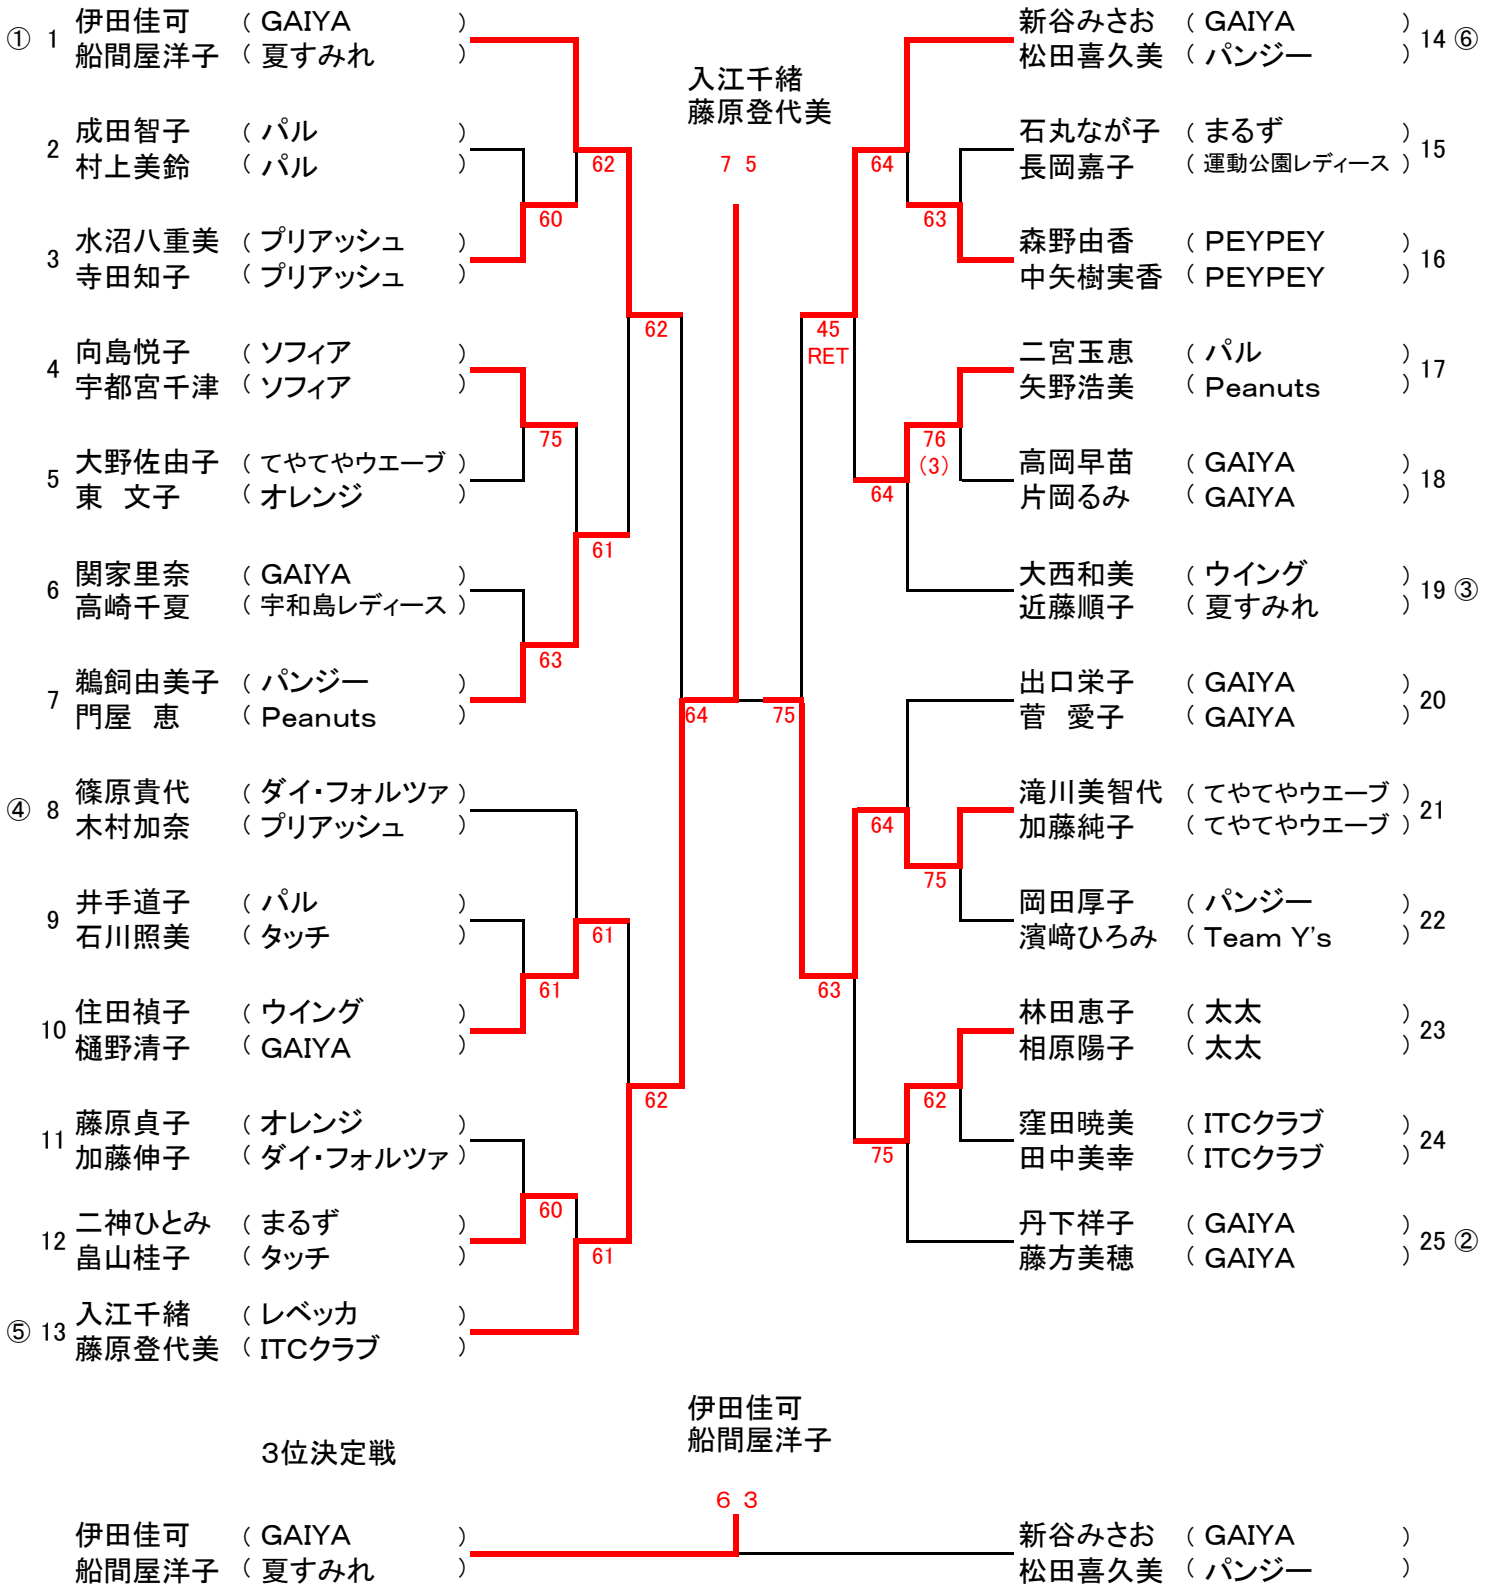 ① 1 伊田佳可 （ GAIYA ）
船間屋洋子 （ 夏すみれ ）
2 成田智子 （ パル ）
村上美鈴 （ パル ）
3 水沼八重美 （ プリアッシュ ）
寺田知子 （ プリアッシュ ）
4 向島悦子 （ ソフィア ）
宇都宮千津 （ ソフィア ）
5 大野佐由子 （ てやてやウエーブ ）
東　文子 （ オレンジ ）
6 関家里奈 （ GAIYA ）
高崎千夏 （ 宇和島レディース ）
7 鵜飼由美子 （ パンジー ）
門屋　恵 （ Peanuts ）
④ 8 篠原貴代 （ ダイ・フォルツァ ）
木村加奈 （ プリアッシュ ）
9 井手道子 （ パル ）
石川照美 （ タッチ ）
10 住田禎子 （ ウイング ）
樋野清子 （ GAIYA ）
11 藤原貞子 （ オレンジ ）
加藤伸子 （ ダイ・フォルツァ ）
12 二神ひとみ （ まるず ）
畠山桂子 （ タッチ ）
⑤ 13 入江千緒 （ レベッカ ）
藤原登代美 （ ITCクラブ ）
60
75
63
61
60
62
61
61
61
62
62
64
入江千緒
藤原登代美
7 5
75
45
RET
63
64
64
64
75
63
76
(3)
75
62
新谷みさお （ GAIYA ） 14 ⑥
松田喜久美 （ パンジー ）
石丸なが子 （ まるず ） 15
長岡嘉子 （ 運動公園レディース ）
森野由香 （ PEYPEY ） 16
中矢樹実香 （ PEYPEY ）
二宮玉恵 （ パル ） 17
矢野浩美 （ Peanuts ）
高岡早苗 （ GAIYA ） 18
片岡るみ （ GAIYA ）
大西和美 （ ウイング ） 19 ③
近藤順子 （ 夏すみれ ）
出口栄子 （ GAIYA ） 20
菅　愛子 （ GAIYA ）
滝川美智代 （ てやてやウエーブ ） 21
加藤純子 （ てやてやウエーブ ）
岡田厚子 （ パンジー ） 22
濱﨑ひろみ （ Team Y's ）
林田恵子 （ 太太 ） 23
相原陽子 （ 太太 ）
窪田暁美 （ ITCクラブ ） 24
田中美幸 （ ITCクラブ ）
丹下祥子 （ GAIYA ） 25 ②
藤方美穂 （ GAIYA ）
3位決定戦
伊田佳可
船間屋洋子
6 3
伊田佳可 （ GAIYA ）
船間屋洋子 （ 夏すみれ ）
新谷みさお （ GAIYA ）
松田喜久美 （ パンジー ）